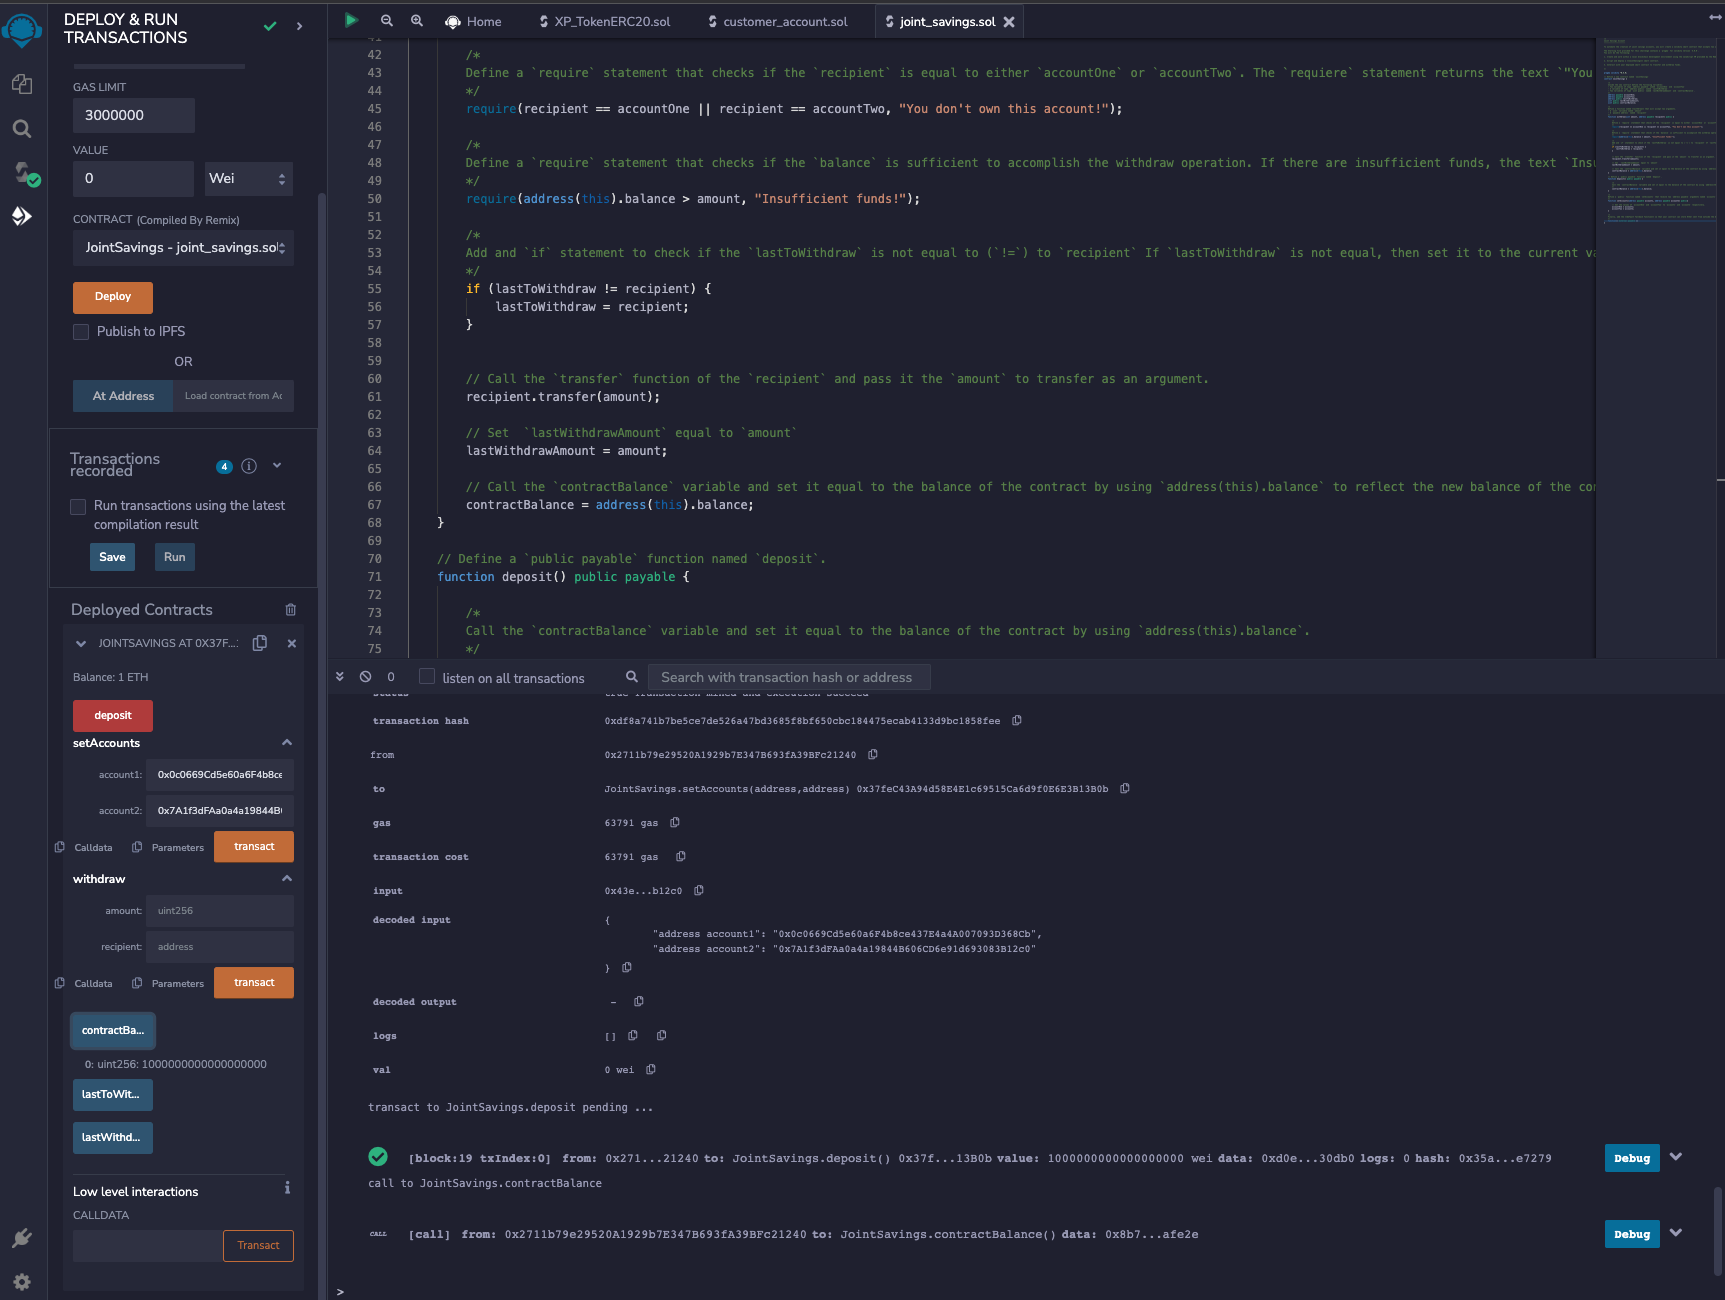 DEPLOY & RUN
TRANSACTIONS
GAS LIMIT
3000000
VALUE
0
Wei
CONTRACT (Compiled By Remix)
JointSavings - joint_savings.sol
Deploy
Publish to IPFS
OR
At Address
Load contract from Ac
Transactions
recorded
4
Run transactions using the latest
compilation result
Save
Run
Deployed Contracts
JOINTSAVINGS AT 0X37F...
Balance: 1 ETH
deposit
setAccounts
account1: 0x0c0669Cd5e60a6F4b8ce
account2: 0x7A1f3dFAa0a4a19844B
Calldata
Parameters
transact
withdraw
amount: uint256
recipient: address
Calldata
Parameters
transact
contractBa...
0: uint256: 1000000000000000000
lastToWit...
lastWithd...
Low level interactions
CALLDATA
Transact
Home
XP_TokenERC20.sol
customer_account.sol
joint_savings.sol
42 /*
43 Define a `require` statement that checks if the `recipient` is equal to either `accountOne` or `accountTwo`. The `requiere` statement returns the text `"You
44 */
45 require(recipient == accountOne || recipient == accountTwo, "You don't own this account!");
46
47 /*
48 Define a `require` statement that checks if the `balance` is sufficient to accomplish the withdraw operation. If there are insufficient funds, the text `Ins
49 */
50 require(address(this).balance > amount, "Insufficient funds!");
51
52 /*
53 Add and `if` statement to check if the `lastToWithdraw` is not equal to (`!=`) to `recipient` If `lastToWithdraw` is not equal, then set it to the current va
54 */
55 if (lastToWithdraw != recipient) {
56 lastToWithdraw = recipient;
57 }
58
59
60 // Call the `transfer` function of the `recipient` and pass it the `amount` to transfer as an argument.
61 recipient.transfer(amount);
62
63 // Set  `lastWithdrawAmount` equal to `amount`
64 lastWithdrawAmount = amount;
65
66 // Call the `contractBalance` variable and set it equal to the balance of the contract by using `address(this).balance` to reflect the new balance of the con
67 contractBalance = address(this).balance;
68 }
69
70 // Define a `public payable` function named `deposit`.
71 function deposit() public payable {
72
73 /*
74 Call the `contractBalance` variable and set it equal to the balance of the contract by using `address(this).balance`.
75 */
0
listen on all transactions
Search with transaction hash or address
status true Transaction mined and execution succeed
transaction hash 0xdf8a741b7be5ce7de526a47bd3685f8bf650cbc184475ecab4133d9bc1858fee
from 0x2711b79e29520A1929b7E347B693fA39BFc21240
to JointSavings.setAccounts(address,address) 0x37feC43A94d58E4E1c69515Ca6d9f0E6E3B13B0b
gas 63791 gas
transaction cost 63791 gas
input 0x43e...b12c0
decoded input {
"address account1": "0x0c0669Cd5e60a6F4b8ce437E4a4A007093D368Cb",
"address account2": "0x7A1f3dFAa0a4a19844B606CD6e91d693083B12c0"
}
decoded output -
logs []
val 0 wei
transact to JointSavings.deposit pending ...
[block:19 txIndex:0] from: 0x271...21240 to: JointSavings.deposit() 0x37f...13B0b value: 1000000000000000000 wei data: 0xd0e...30db0 logs: 0 hash: 0x35a...e7279
Debug
call to JointSavings.contractBalance
CALL [call] from: 0x2711b79e29520A1929b7E347B693fA39BFc21240 to: JointSavings.contractBalance() data: 0x8b7...afe2e
Debug
>